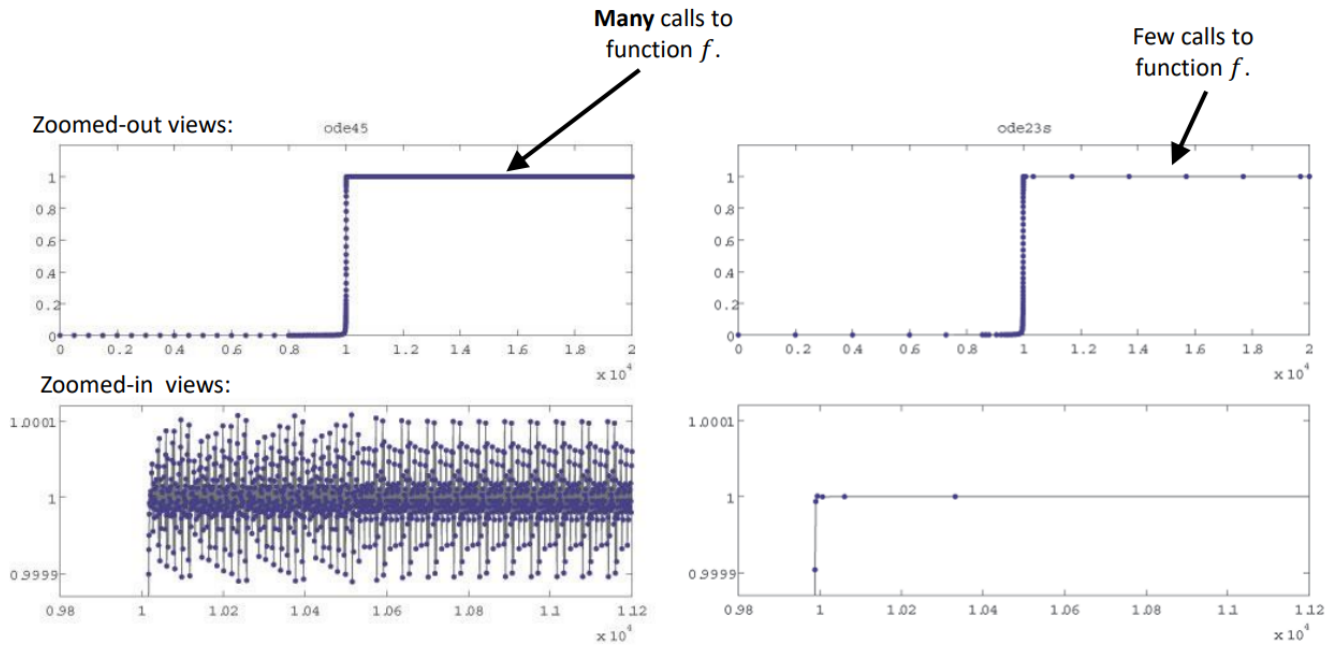 Many calls to
function f.
Few calls to
function f.
Zoomed-out views:
ode45
ode23s
1
0.8
0.6
0.4
0.2
0
0 0.2 0.4 0.6 0.8 1 1.2 1.4 1.6 1.8 2
x 10^4
1
0.8
0.6
0.4
0.2
0
0 0.2 0.4 0.6 0.8 1 1.2 1.4 1.6 1.8 2
x 10^4
Zoomed-in views:
1.0001
1
0.9999
0.98 1 1.02 1.04 1.06 1.08 1.1 1.12
x 10^4
1.0001
1
0.9999
0.98 1 1.02 1.04 1.06 1.08 1.1 1.12
x 10^4